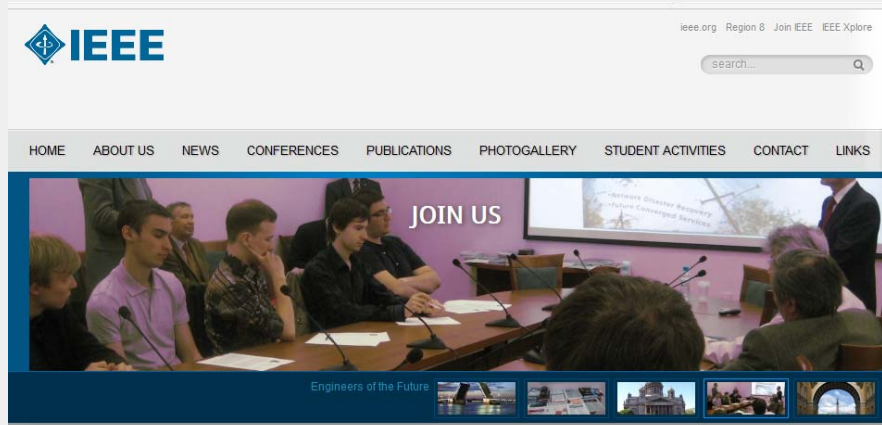 IEEE
ieee.org Region 8 Join IEEE IEEE Xplore
search...
HOME ABOUT US NEWS CONFERENCES PUBLICATIONS PHOTOGALLERY STUDENT ACTIVITIES CONTACT LINKS
JOIN US
-network Disaster Recovery
-future Converged Services
Engineers of the Future